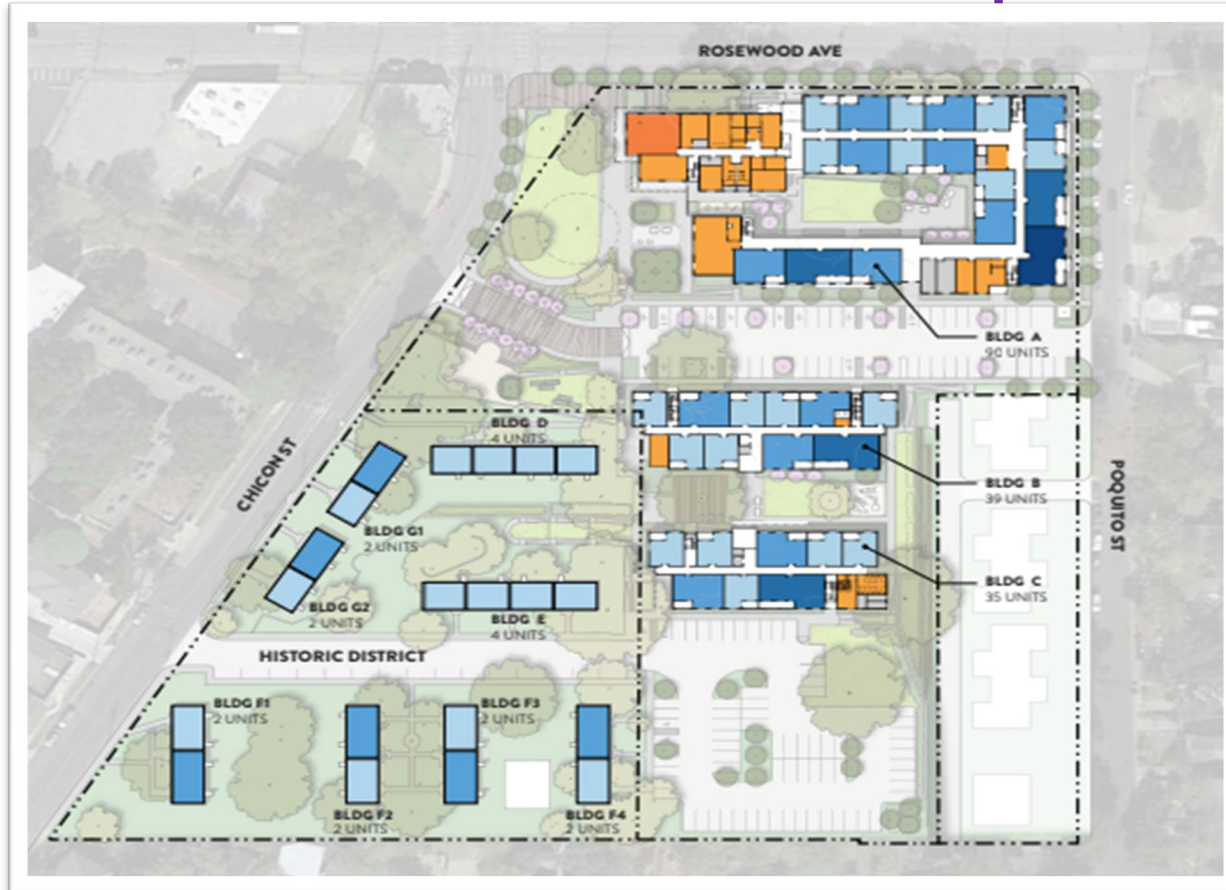 ROSEWOOD AVE
BLDG A
90 UNITS
BLDG D
4 UNITS
CHICON ST
BLDG B
39 UNITS
POQUITO ST
BLDG G1
2 UNITS
BLDG C
35 UNITS
BLDG G2
2 UNITS
BLDG E
4 UNITS
HISTORIC DISTRICT
BLDG F1
2 UNITS
BLDG F3
2 UNITS
BLDG F2
2 UNITS
BLDG F4
2 UNITS